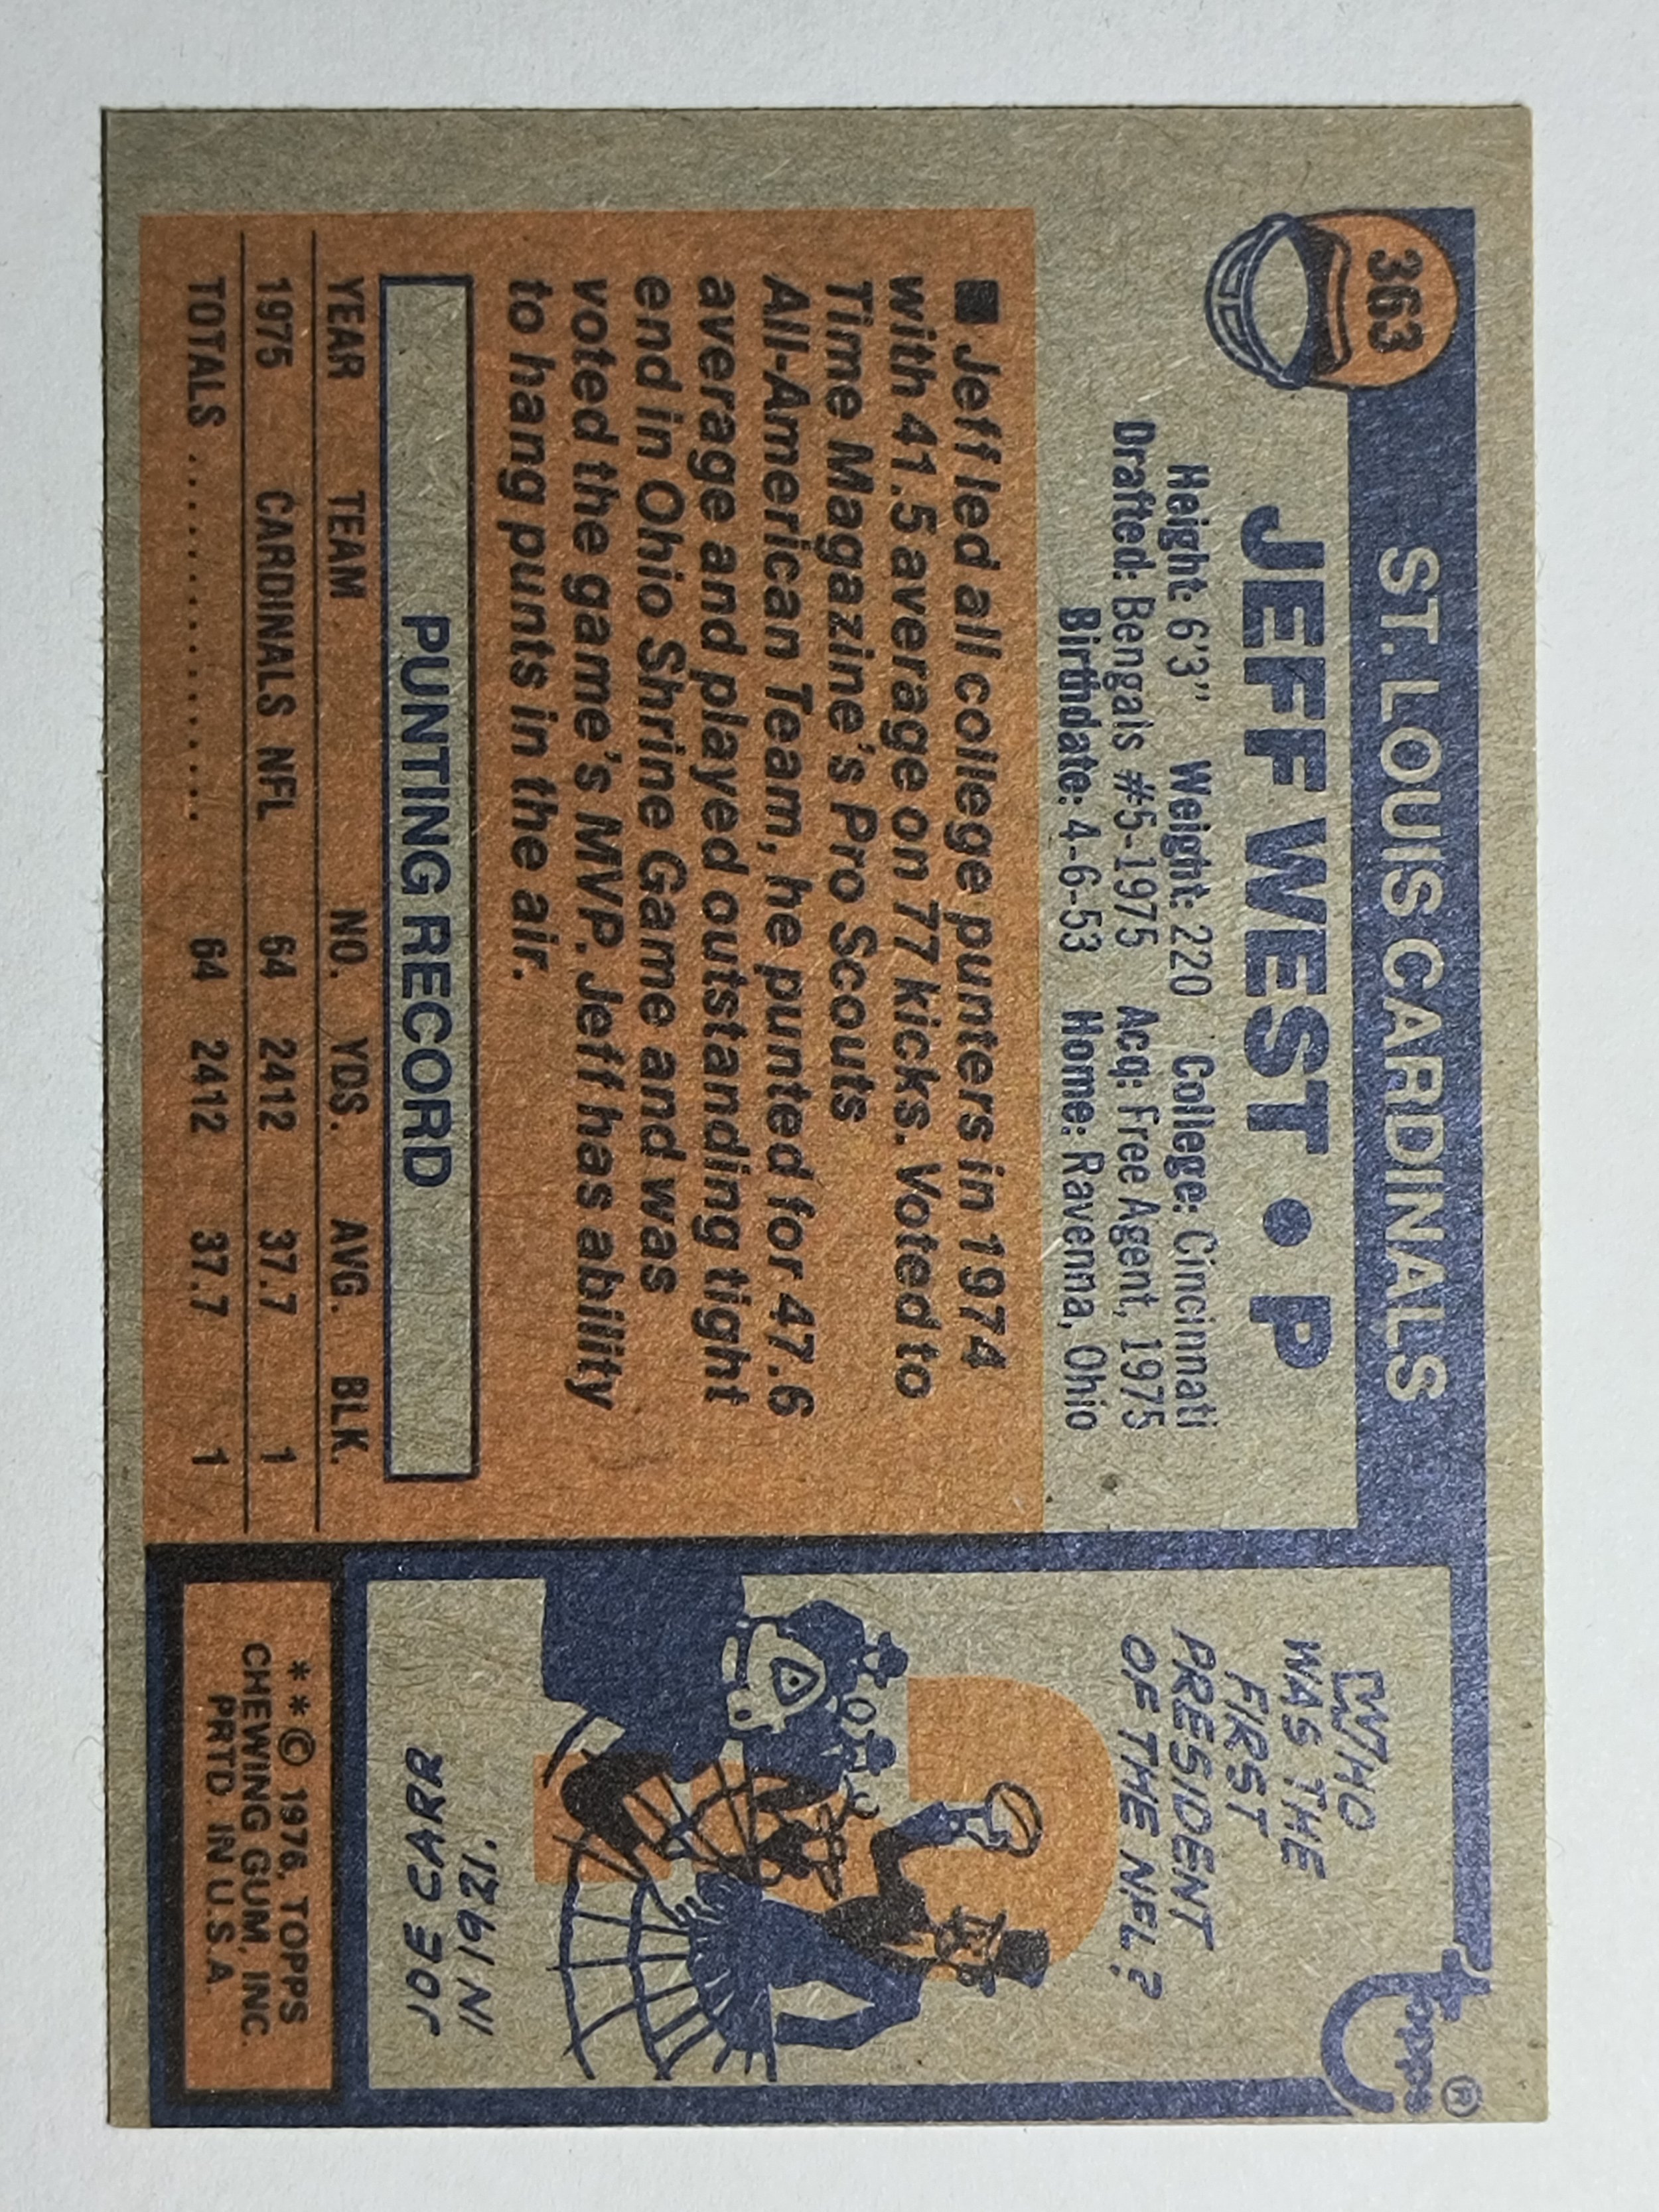 363
ST. LOUIS CARDINALS
JEFF WEST • P
Height: 6'3" Weight: 220 College: Cincinnati
Drafted: Bengals #5-1975 Acq: Free Agent, 1975
Birthdate: 4-6-53 Home: Ravenna, Ohio
■ Jeff led all college punters in 1974
with 41.5 average on 77 kicks. Voted to
Time Magazine's Pro Scouts
All-American Team, he punted for 47.6
average and played outstanding tight
end in Ohio Shrine Game and was
voted the game's MVP. Jeff has ability
to hang punts in the air.
PUNTING RECORD
YEAR TEAM NO. YDS. AVG. BLK.
1975 CARDINALS NFL 64 2412 37.7 1
TOTALS .................. 64 2412 37.7 1
topps ®
WHO
WAS THE
FIRST
PRESIDENT
OF THE NFL?
JOE CARR
IN 1921.
**© 1976, TOPPS
CHEWING GUM, INC.
PRTD. IN U.S.A.